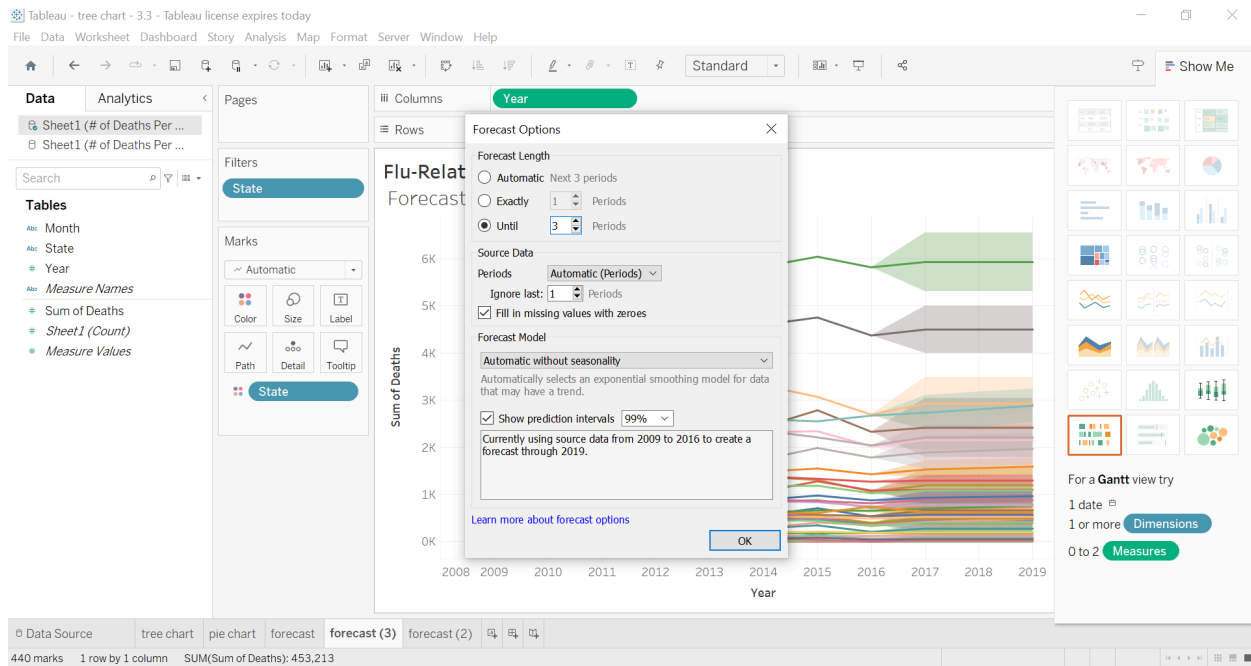 Tableau - tree chart - 3.3 - Tableau license expires today
File Data Worksheet Dashboard Story Analysis Map Format Server Window Help
Standard
Show Me
Data Analytics
Sheet1 (# of Deaths Per ...
Sheet1 (# of Deaths Per ...
Search
Tables
Abc Month
Abc State
# Year
Abc Measure Names
# Sum of Deaths
# Sheet1 (Count)
# Measure Values
Pages
Filters
State
Marks
Automatic
Color Size Label
Path Detail Tooltip
State
Columns Year
Rows
Flu-Relat
Forecast
Forecast Options
Forecast Length
Automatic Next 3 periods
Exactly 1 Periods
Until 3 Periods
Source Data
Periods Automatic (Periods)
Ignore last: 1 Periods
Fill in missing values with zeroes
Forecast Model
Automatic without seasonality
Automatically selects an exponential smoothing model for data
that may have a trend.
Show prediction intervals 99%
Currently using source data from 2009 to 2016 to create a
forecast through 2019.
Learn more about forecast options
OK
Sum of Deaths
6K
5K
4K
3K
2K
1K
0K
2008 2009 2010 2011 2012 2013 2014 2015 2016 2017 2018 2019
Year
For a Gantt view try
1 date
1 or more Dimensions
0 to 2 Measures
Data Source tree chart pie chart forecast forecast (3) forecast (2)
440 marks 1 row by 1 column SUM(Sum of Deaths): 453,213